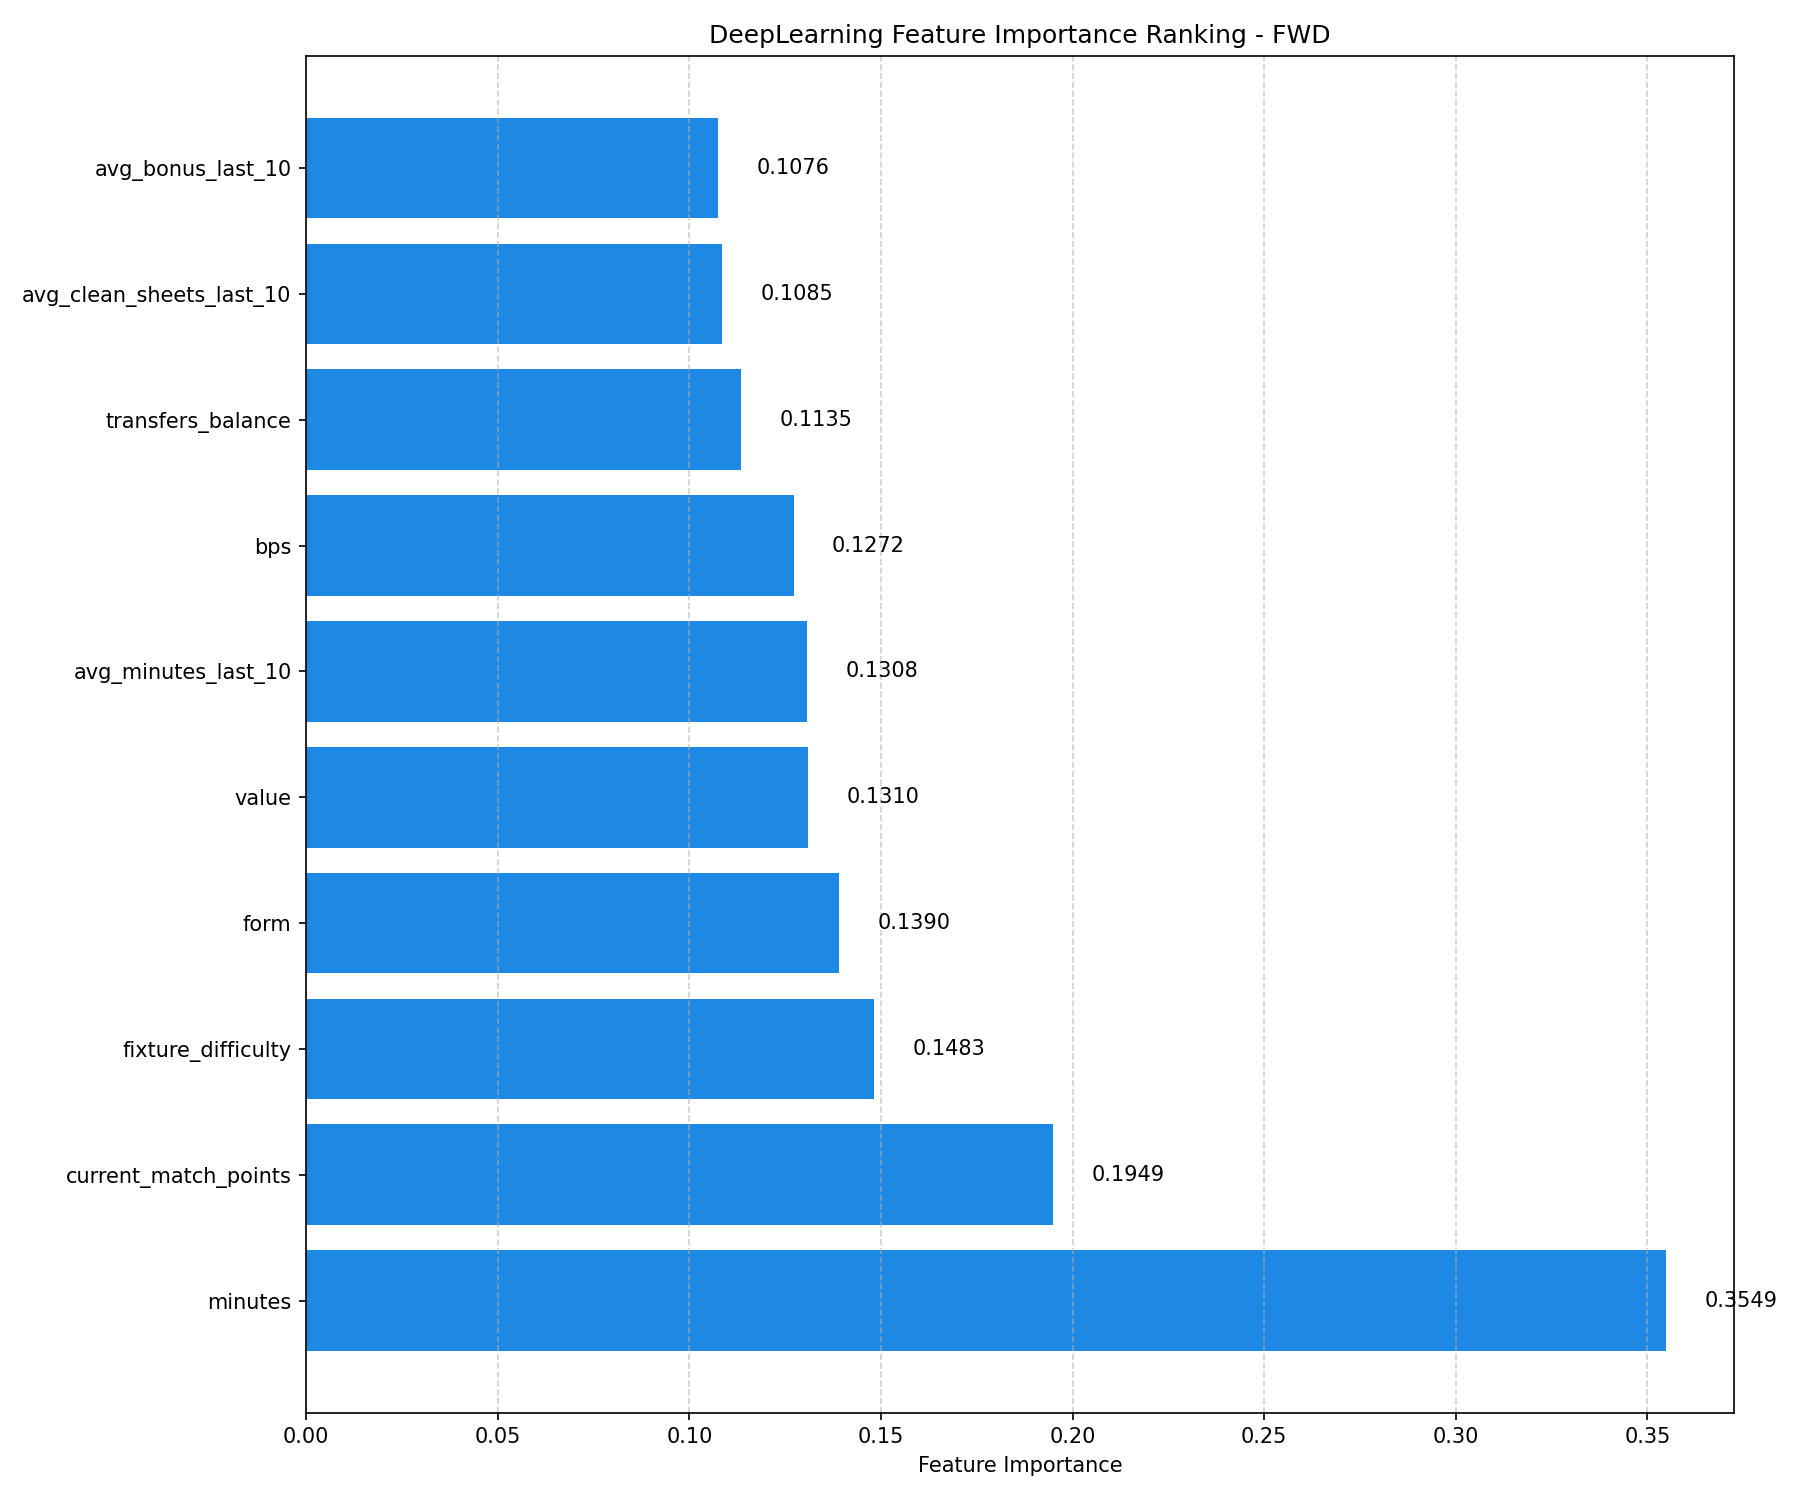 DeepLearning Feature Importance Ranking - FWD
avg_bonus_last_10 0.1076
avg_clean_sheets_last_10 0.1085
transfers_balance 0.1135
bps 0.1272
avg_minutes_last_10 0.1308
value 0.1310
form 0.1390
fixture_difficulty 0.1483
current_match_points 0.1949
minutes 0.3549
0.00 0.05 0.10 0.15 0.20 0.25 0.30 0.35
Feature Importance